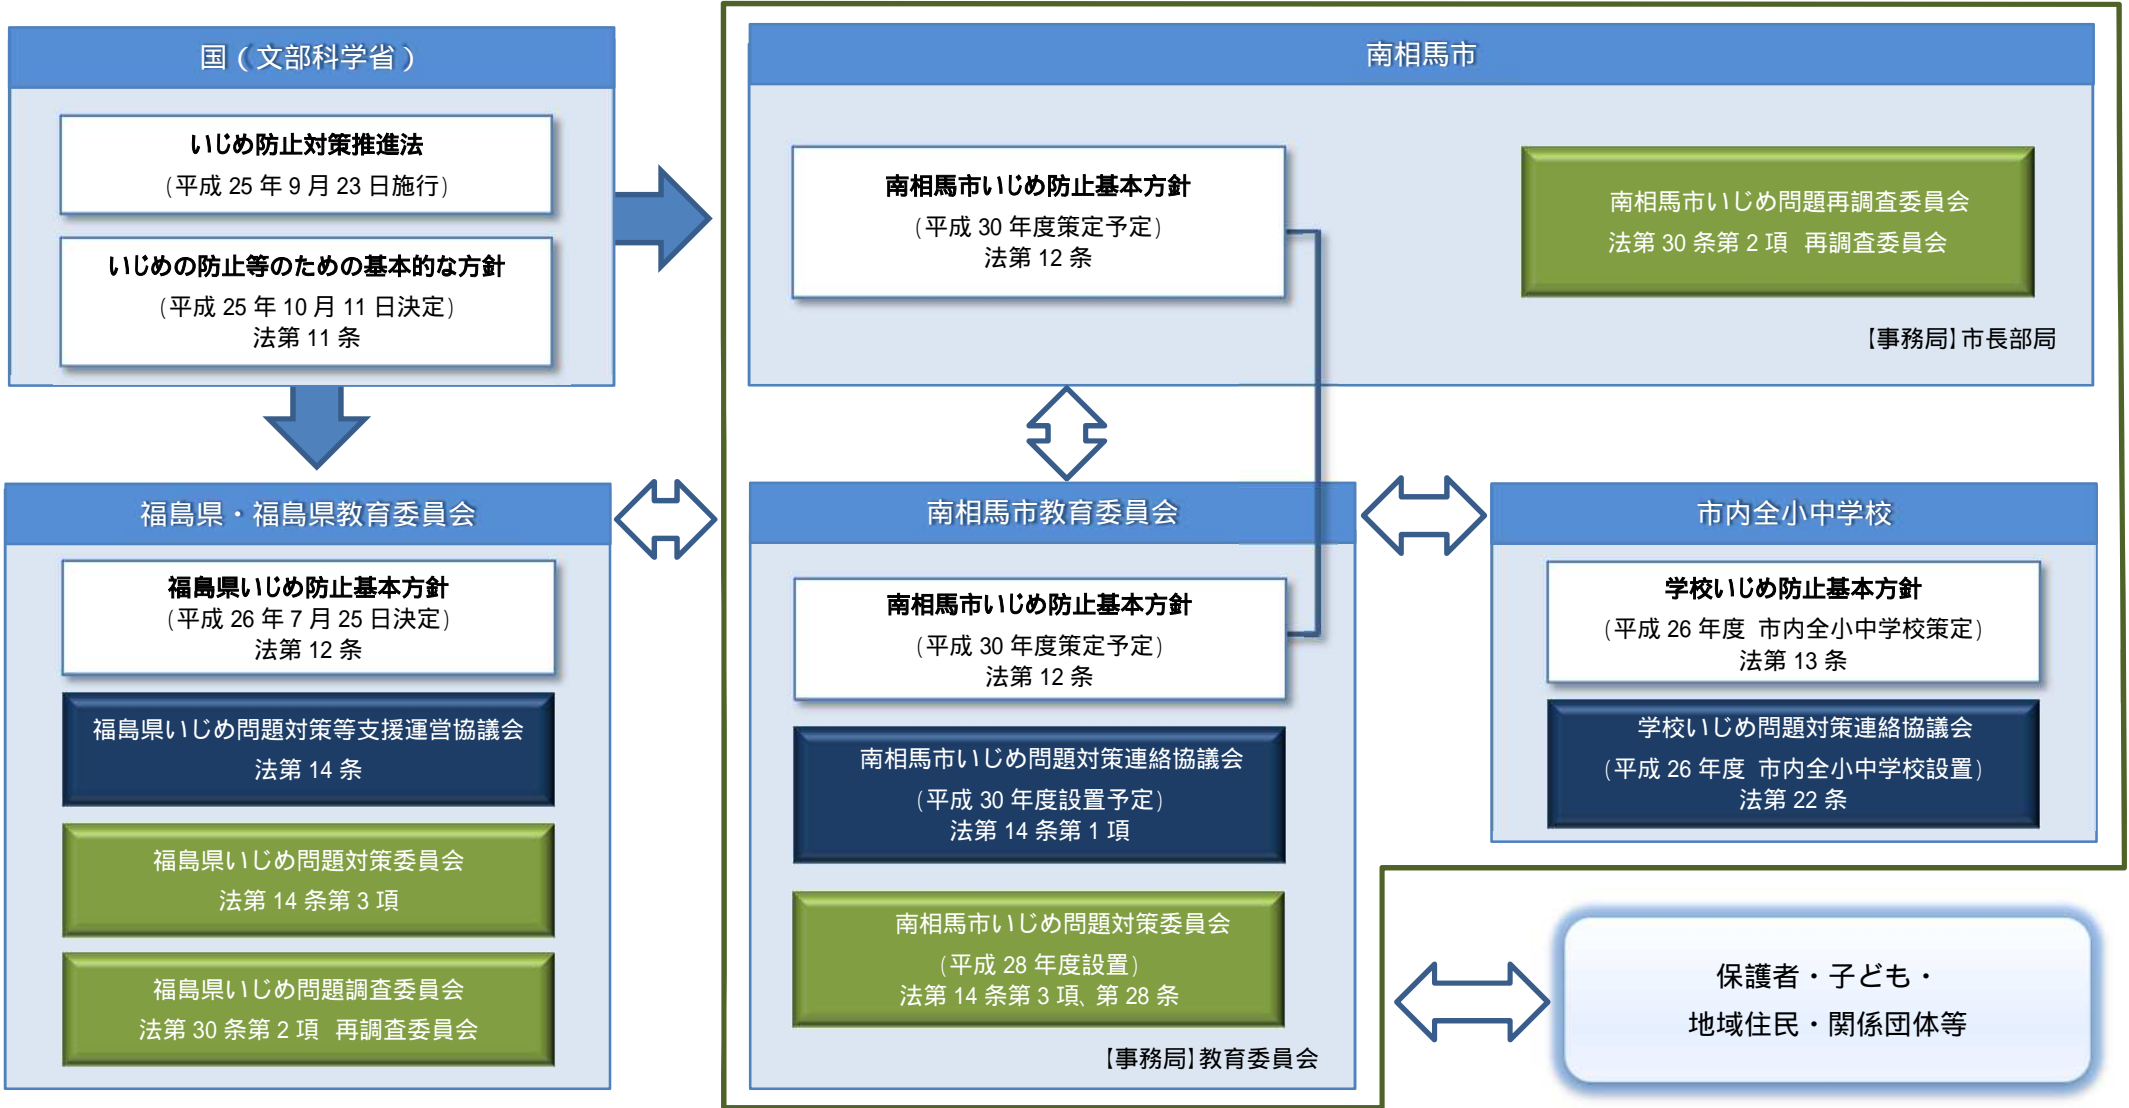 国（文部科学省）
いじめ防止対策推進法
（平成 25 年 9 月 23 日施行）
いじめの防止等のための基本的な方針
（平成 25 年 10 月 11 日決定）
法第 11 条
南相馬市
南相馬市いじめ防止基本方針
（平成 30 年度策定予定）
法第 12 条
南相馬市いじめ問題再調査委員会
法第 30 条第 2 項 再調査委員会
【事務局】市長部局
福島県・福島県教育委員会
福島県いじめ防止基本方針
（平成 26 年 7 月 25 日決定）
法第 12 条
福島県いじめ問題対策等支援運営協議会
法第 14 条
福島県いじめ問題対策委員会
法第 14 条第 3 項
福島県いじめ問題調査委員会
法第 30 条第 2 項 再調査委員会
南相馬市教育委員会
南相馬市いじめ防止基本方針
（平成 30 年度策定予定）
法第 12 条
南相馬市いじめ問題対策連絡協議会
（平成 30 年度設置予定）
法第 14 条第 1 項
南相馬市いじめ問題対策委員会
（平成 28 年度設置）
法第 14 条第 3 項、第 28 条
【事務局】教育委員会
市内全小中学校
学校いじめ防止基本方針
（平成 26 年度 市内全小中学校策定）
法第 13 条
学校いじめ問題対策連絡協議会
（平成 26 年度 市内全小中学校設置）
法第 22 条
保護者・子ども・
地域住民・関係団体等